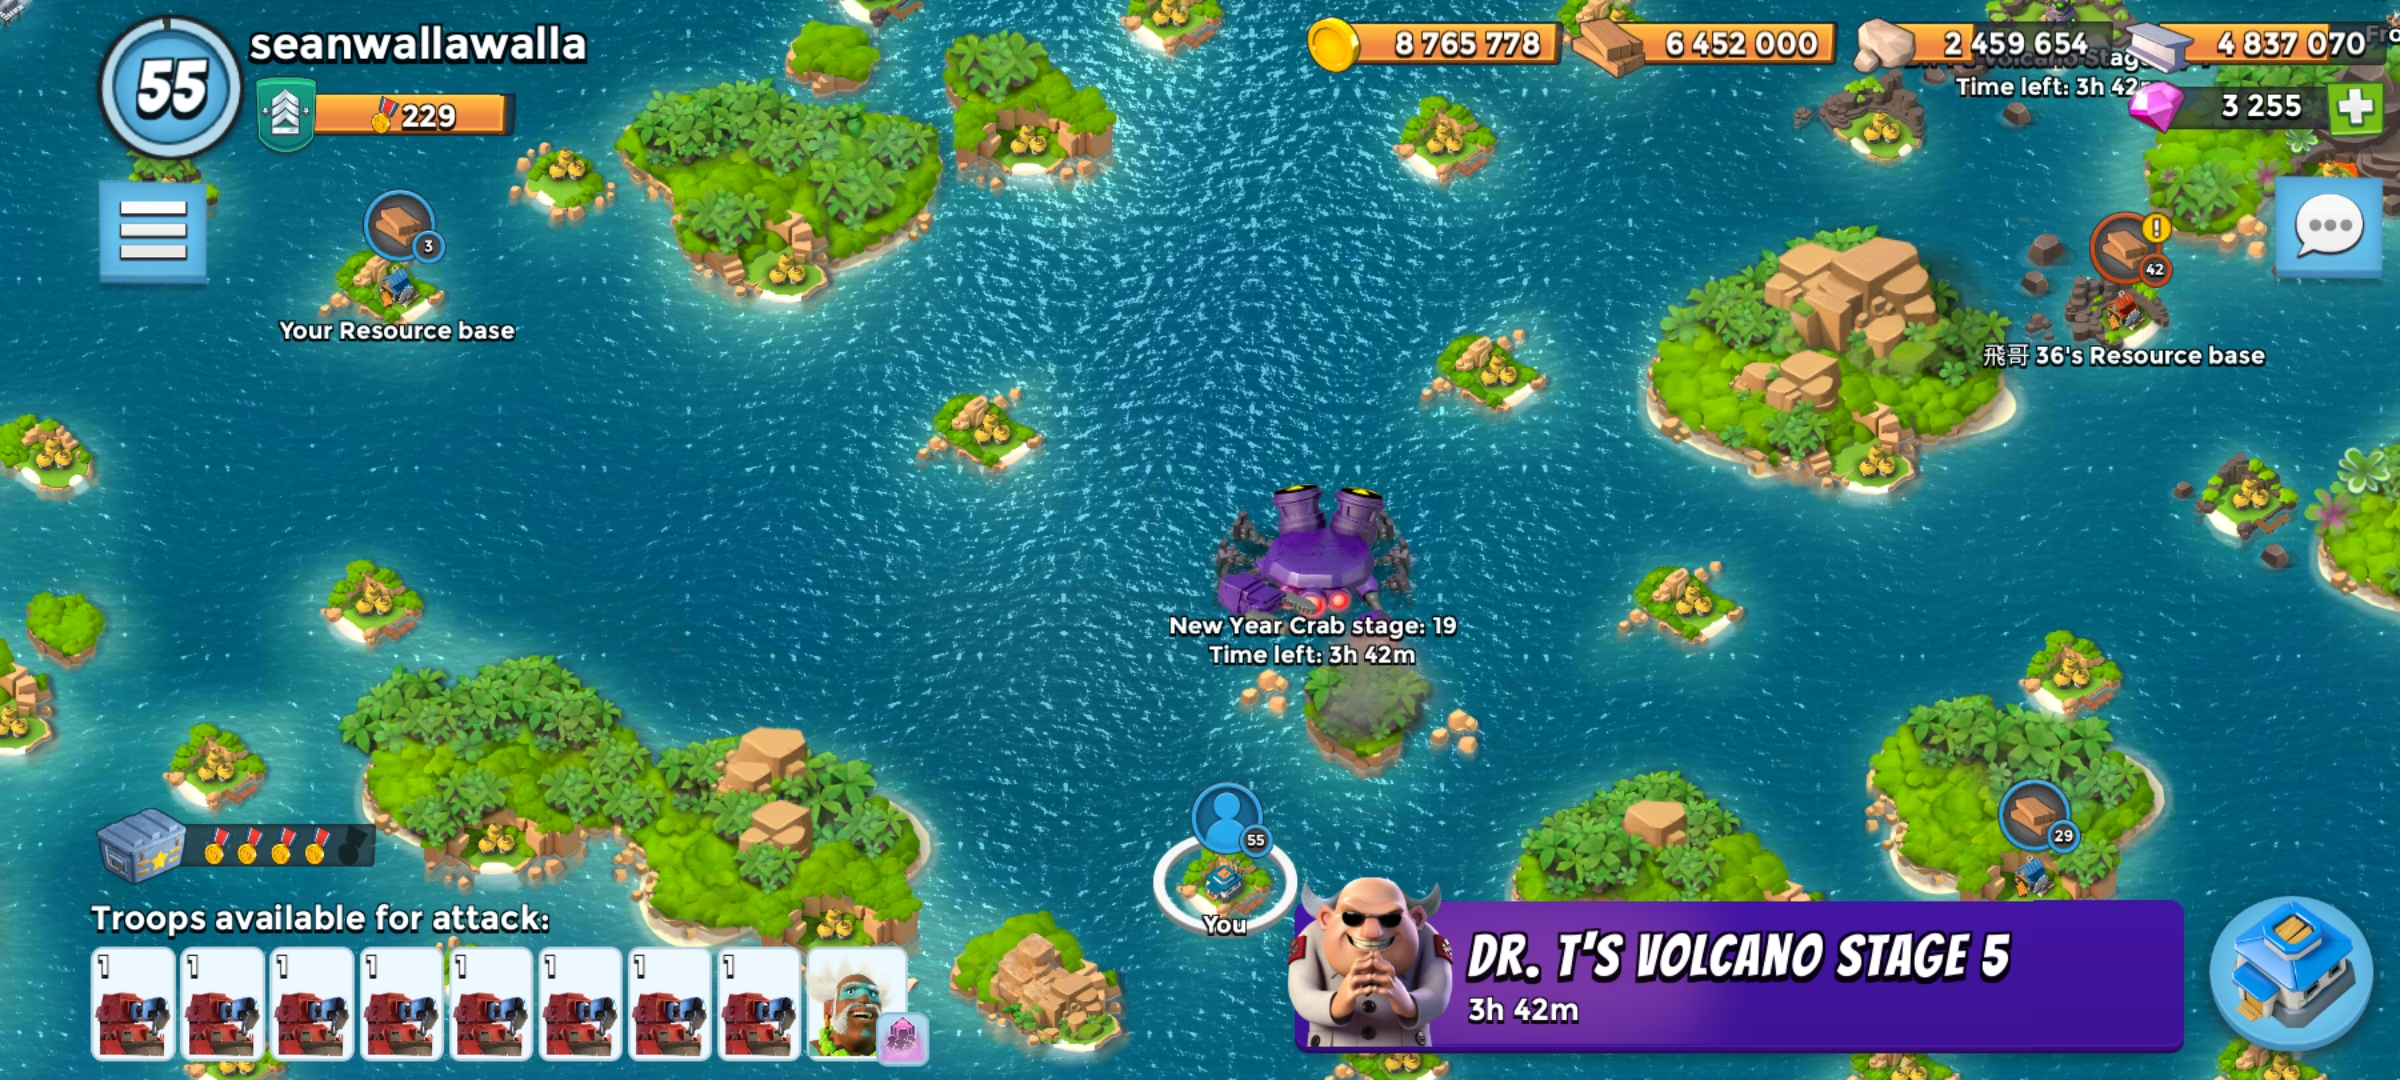 55
seanwallawalla
229
8 765 778
6 452 000
2 459 654
4 837 070
Time left: 3h 42
3 255
3
Your Resource base
42
飛哥 36's Resource base
New Year Crab stage: 19
Time left: 3h 42m
55
You
29
Troops available for attack:
1
1
1
1
1
1
1
1
DR. T'S VOLCANO STAGE 5
3h 42m